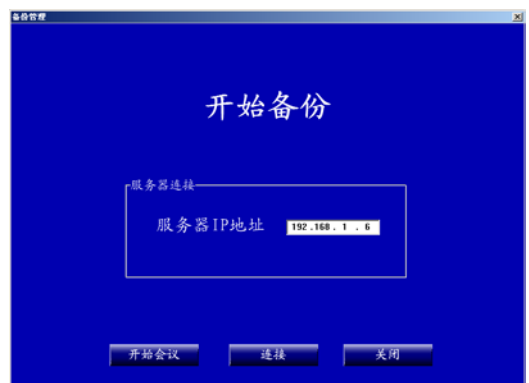 备份管理
开始备份
服务器连接
服务器IP地址 192.168. 1 . 6
开始会议 连接 关闭